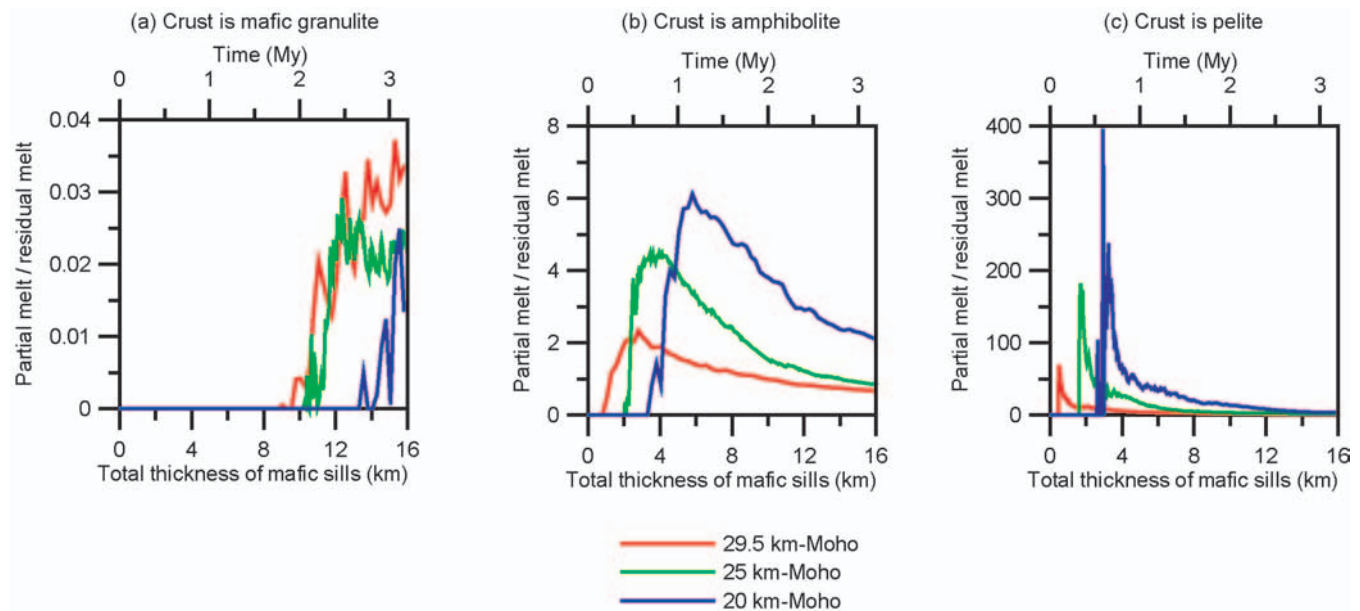 (a) Crust is mafic granulite
Time (My)
0 1 2 3
0.04
0.03
0.02
0.01
0
Partial melt / residual melt
0 4 8 12 16
Total thickness of mafic sills (km)
(b) Crust is amphibolite
Time (My)
0 1 2 3
8
6
4
2
0
Partial melt / residual melt
0 4 8 12 16
Total thickness of mafic sills (km)
(c) Crust is pelite
Time (My)
0 1 2 3
400
300
200
100
50
0
Partial melt / residual melt
0 4 8 12 16
Total thickness of mafic sills (km)
29.5 km-Moho
25 km-Moho
20 km-Moho